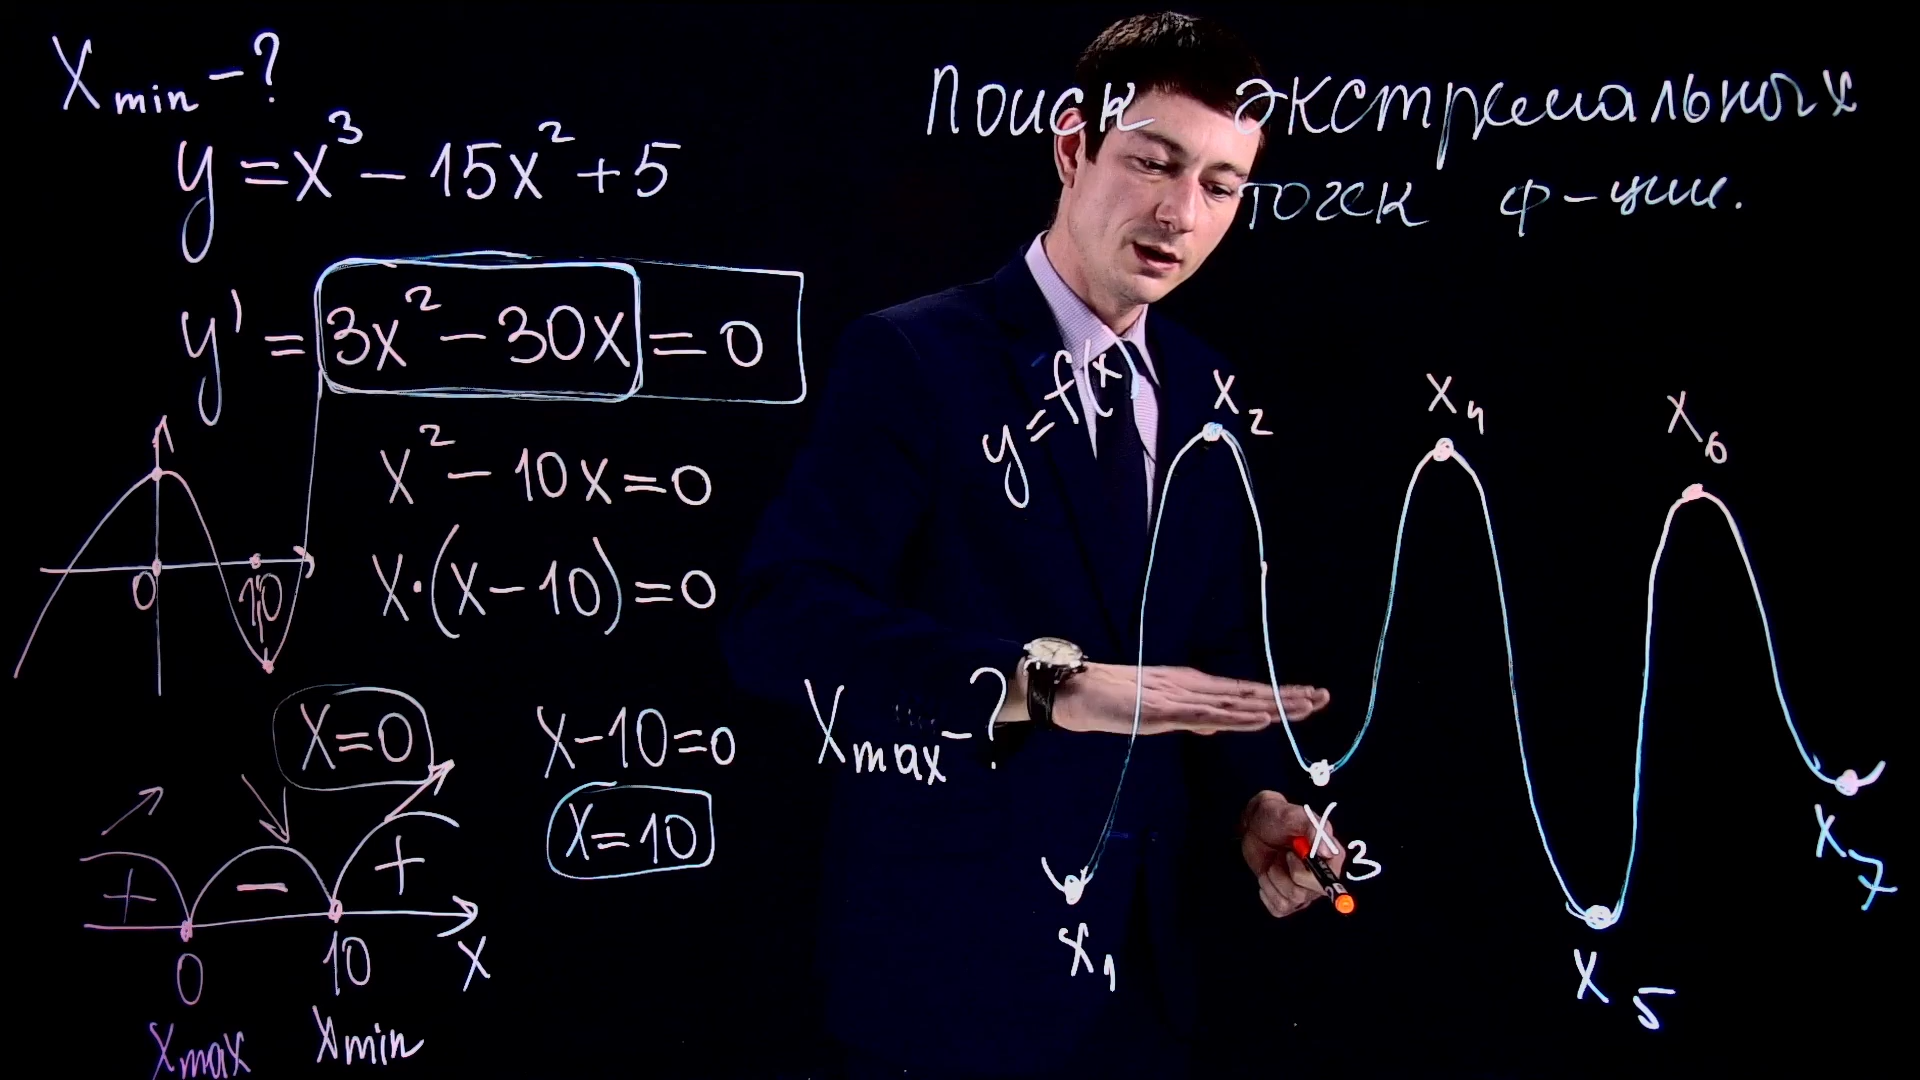 Поиск экстремальных
точек ф-ции.
Xmin - ?
y = x³ - 15x² + 5
y' = 3x² - 30x = 0
x² - 10x = 0
x·(x - 10) = 0
0
10
X=0
X-10=0
X=10
+ - +
0 10 X
Xmax Xmin
y=f(x)
Xmax - ?
X₁
X₂
X₃
X₄
X₅
X₆
X₇